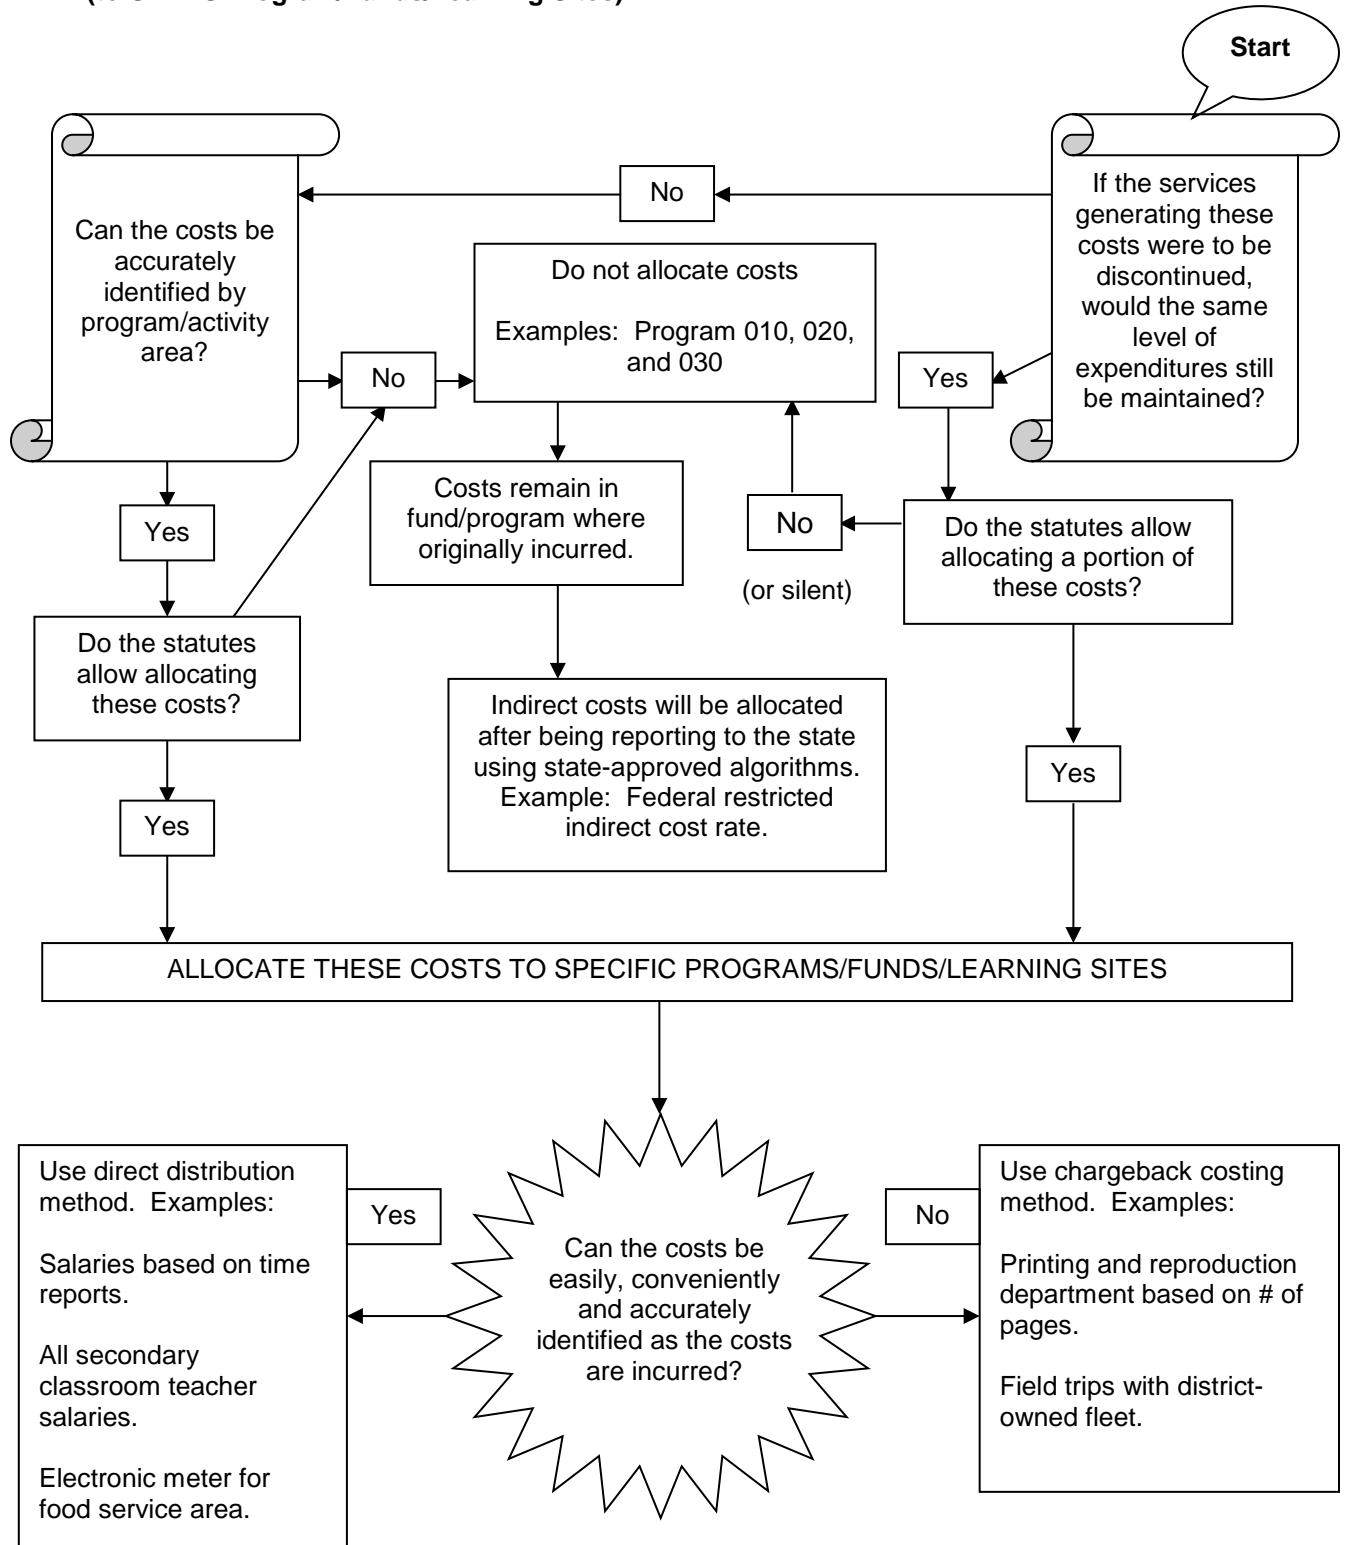 Start
If the services
generating these
costs were to be
discontinued,
would the same
level of
expenditures still
be maintained?
No
Can the costs be
accurately
identified by
program/activity
area?
Do not allocate costs
Examples:  Program 010, 020,
and 030
No
Yes
Costs remain in
fund/program where
originally incurred.
No
(or silent)
Do the statutes allow
allocating a portion of
these costs?
Yes
Do the statutes
allow allocating
these costs?
Indirect costs will be allocated
after being reporting to the state
using state-approved algorithms.
Example:  Federal restricted
indirect cost rate.
Yes
Yes
ALLOCATE THESE COSTS TO SPECIFIC PROGRAMS/FUNDS/LEARNING SITES
Use direct distribution
method.  Examples:
Salaries based on time
reports.
All secondary
classroom teacher
salaries.
Electronic meter for
food service area.
Yes
Can the costs be
easily, conveniently
and accurately
identified as the costs
are incurred?
No
Use chargeback costing
method.  Examples:
Printing and reproduction
department based on # of
pages.
Field trips with district-
owned fleet.